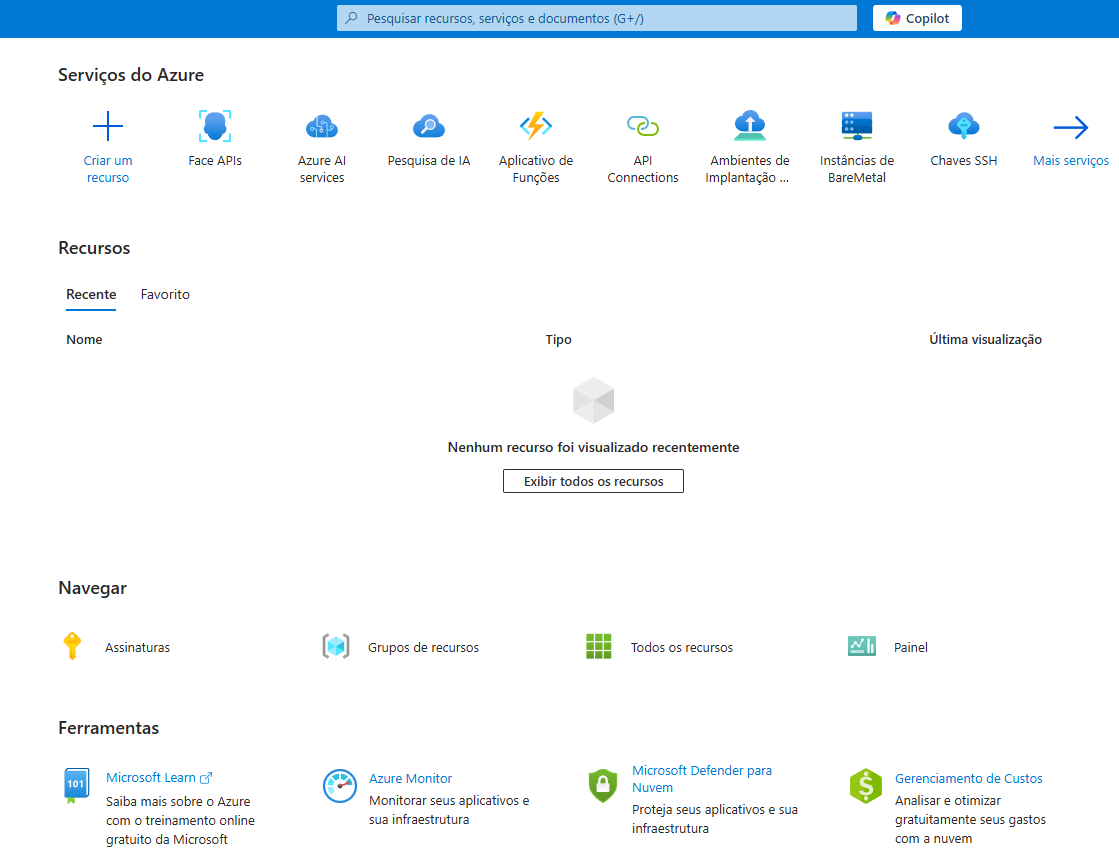 Pesquisar recursos, serviços e documentos (G+/)
Copilot
Serviços do Azure
Criar um
recurso
Face APIs
Azure AI
services
Pesquisa de IA
Aplicativo de
Funções
API
Connections
Ambientes de
Implantação ...
Instâncias de
BareMetal
Chaves SSH
Mais serviços
Recursos
Recente
Favorito
Nome
Tipo
Última visualização
Nenhum recurso foi visualizado recentemente
Exibir todos os recursos
Navegar
Assinaturas
Grupos de recursos
Todos os recursos
Painel
Ferramentas
101
Microsoft Learn
Saiba mais sobre o Azure
com o treinamento online
gratuito da Microsoft
Azure Monitor
Monitorar seus aplicativos e
sua infraestrutura
Microsoft Defender para
Nuvem
Proteja seus aplicativos e sua
infraestrutura
$
Gerenciamento de Custos
Analisar e otimizar
gratuitamente seus gastos
com a nuvem